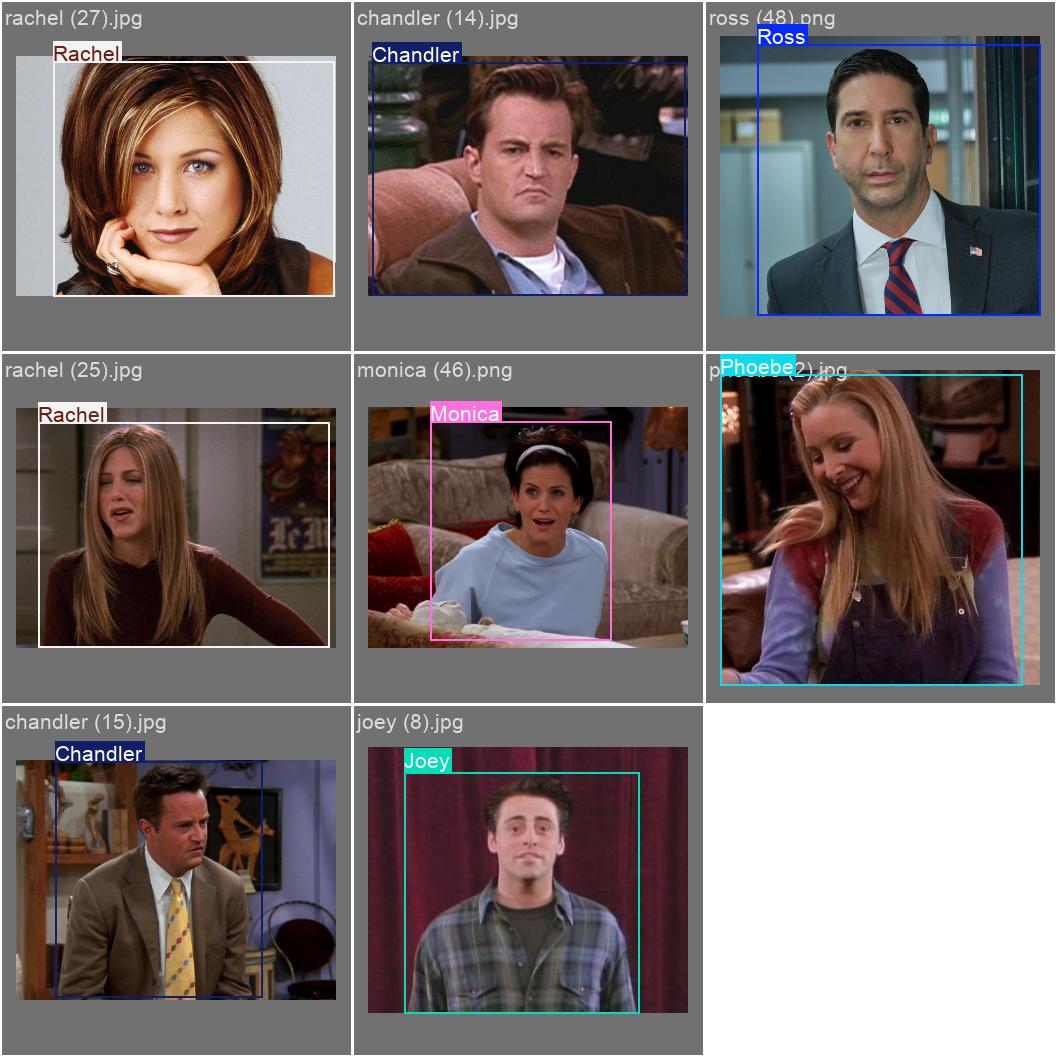 rachel (27).jpg
Rachel
chandler (14).jpg
Chandler
ross (48).png
Ross
rachel (25).jpg
Rachel
Le M
monica (46).png
Monica
Phoebe
(2).jpg
chandler (15).jpg
Chandler
joey (8).jpg
Joey